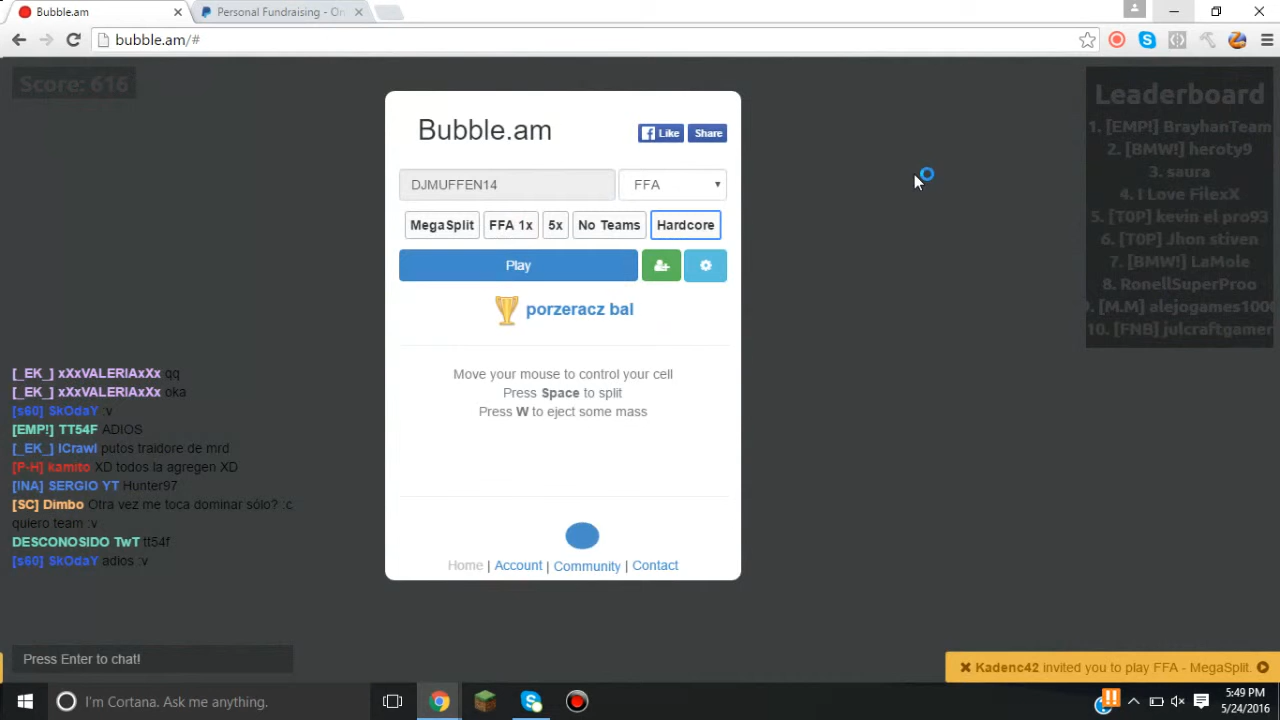 Bubble.am
Personal Fundraising - On
bubble.am/#
Score: 616
Bubble.am
Like
Share
DJMUFFEN14
FFA
MegaSplit
FFA 1x
5x
No Teams
Hardcore
Play
porzeracz bal
Move your mouse to control your cell
Press Space to split
Press W to eject some mass
Home | Account | Community | Contact
Leaderboard
1. [EMP!] BrayhanTeam
2. [BMW!] heroty9
3. saura
4. I Love FilexX
5. [T0P] kevin el pro93
6. [T0P] Jhon stiven
7. [BMW!] LaMole
8. RonellSuperProo
9. [M.M] alejogames1000
10. [FNB] julcraftgamer
[_EK_] xXxVALERIAxXx qq
[_EK_] xXxVALERIAxXx oka
[s60] SkOdaY :v
[EMP!] TT54F ADIOS
[_EK_] ICrawl putos traidore de mrd
[P-H] kamito XD todos la agregen XD
[INA] SERGIO YT Hunter97
[SC] Dimbo Otra vez me toca dominar sólo? :c
quiero team :v
DESCONOSIDO TwT tt54f
[s60] SkOdaY adios :v
Press Enter to chat!
Kadenc42 invited you to play FFA - MegaSplit.
I'm Cortana. Ask me anything.
5:49 PM
5/24/2016